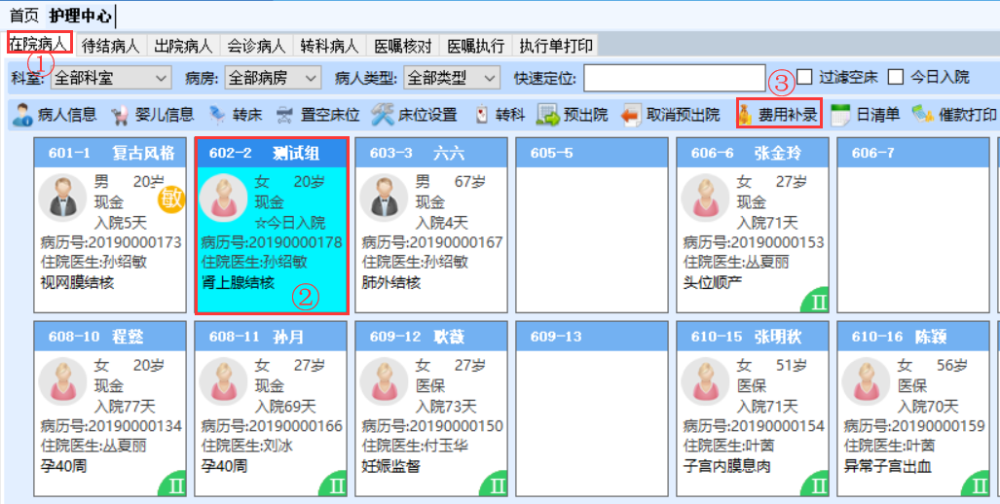 首页 护理中心
在院病人 待结病人 出院病人 会诊病人 转科病人 医嘱核对 医嘱执行 执行单打印
①
科室: 全部科室 病房: 全部病房 病人类型: 全部类型 快速定位: ③ 过滤空床 今日入院
病人信息 婴儿信息 转床 置空床位 床位设置 转科 预出院 取消预出院 费用补录 日清单 催款打印
601-1 复古风格
男 20岁
敏
现金
入院5天
病历号:20190000173
住院医生:孙绍敏
视网膜结核
602-2 测试组
女 20岁
现金
☆今日入院
病历号:20190000178
住院医生:孙绍敏
肾上腺结核
②
603-3 六六
男 67岁
现金
入院4天
病历号:20190000167
住院医生:孙绍敏
肺外结核
605-5
606-6 张金玲
女 27岁
现金
入院71天
病历号:20190000153
住院医生:丛夏丽
头位顺产
II
606-7
608-10 程懿
女 20岁
现金
入院77天
病历号:20190000134
住院医生:丛夏丽
孕40周
II
608-11 孙月
女 27岁
现金
入院69天
病历号:20190000166
住院医生:刘冰
孕40周
II
609-12 耿薇
女 27岁
医保
入院73天
病历号:20190000150
住院医生:付玉华
妊娠监督
II
609-13
610-15 张明秋
女 51岁
医保
入院71天
病历号:20190000154
住院医生:叶茵
子宫内膜息肉
II
610-16 陈颖
女 56岁
医保
入院70天
病历号:20190000159
住院医生:叶茵
异常子宫出血
II